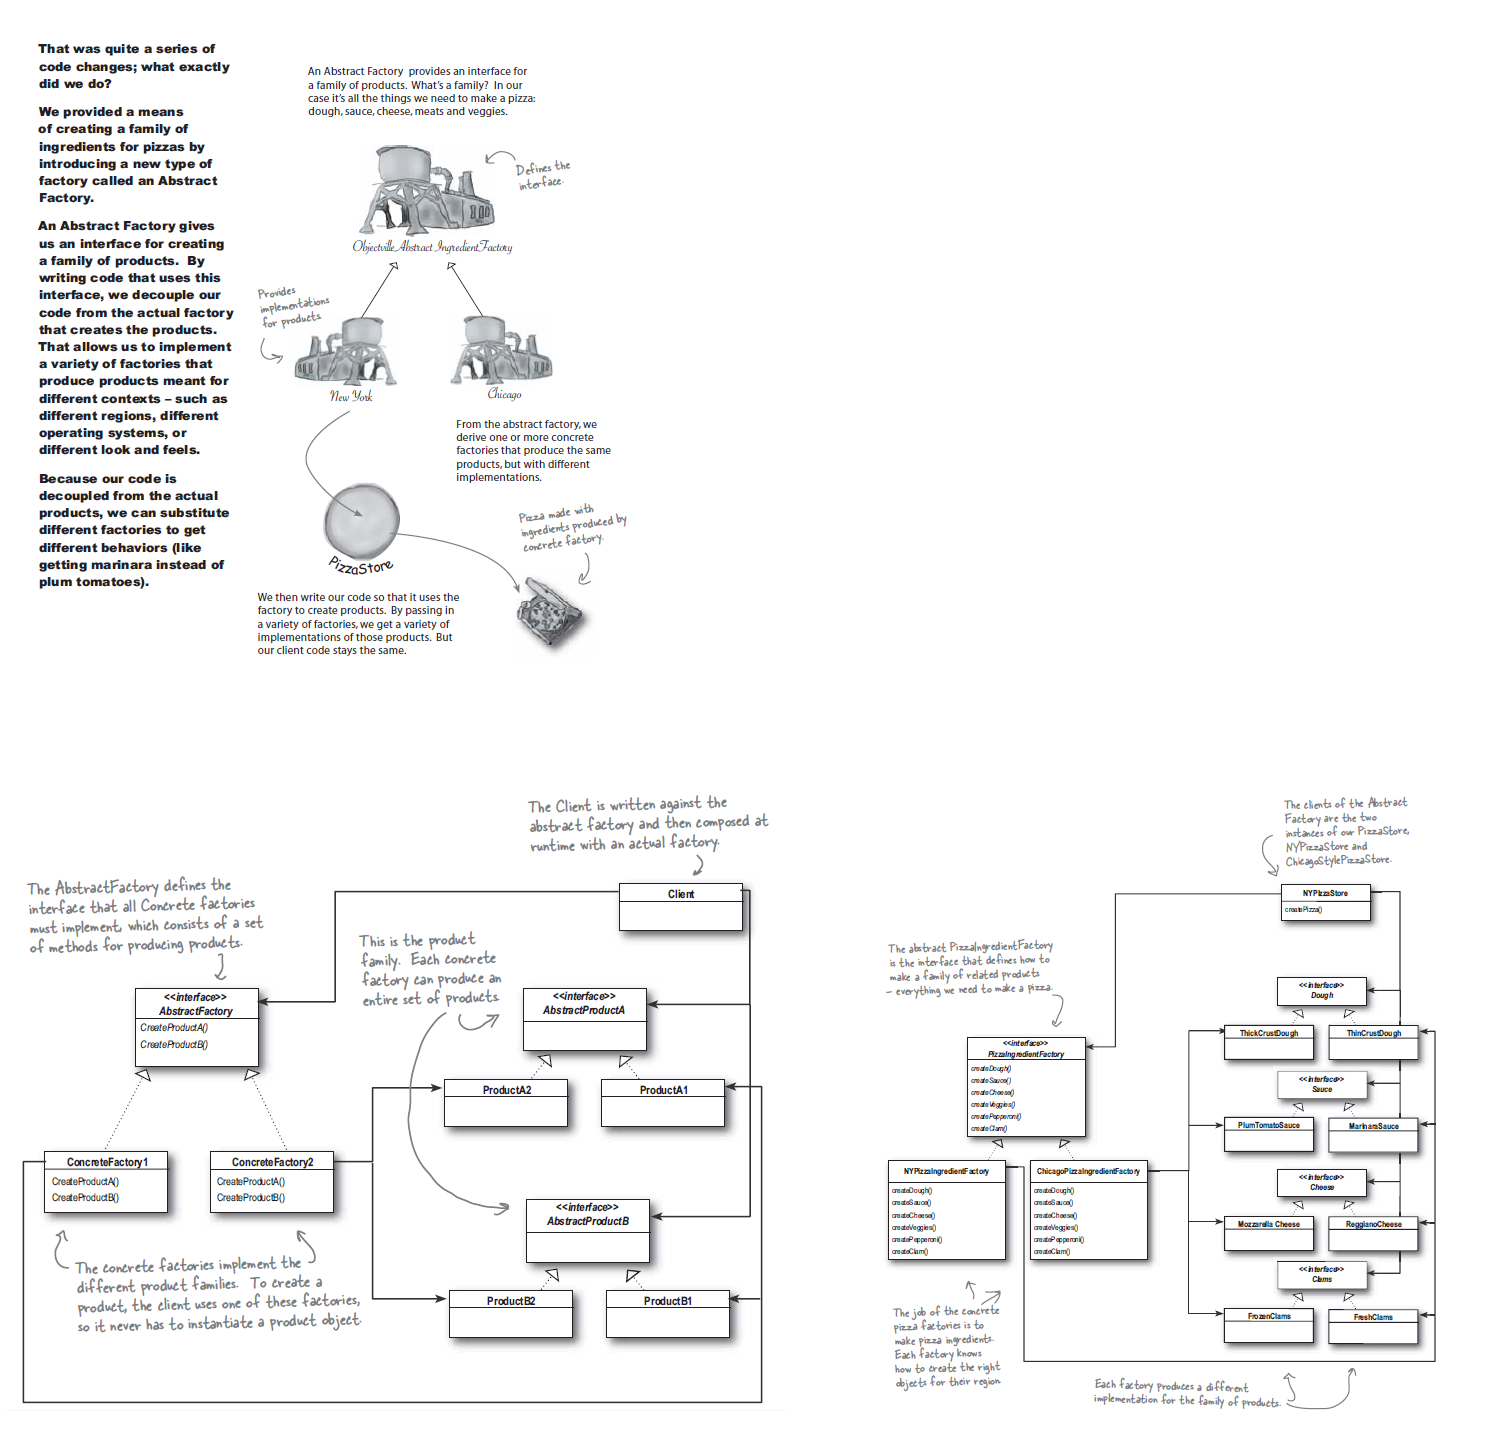 That was quite a series of
code changes; what exactly
did we do?
We provided a means
of creating a family of
ingredients for pizzas by
introducing a new type of
factory called an Abstract
Factory.
An Abstract Factory gives
us an interface for creating
a family of products. By
writing code that uses this
interface, we decouple our
code from the actual factory
that creates the products.
That allows us to implement
a variety of factories that
produce products meant for
different contexts – such as
different regions, different
operating systems, or
different look and feels.
Because our code is
decoupled from the actual
products, we can substitute
different factories to get
different behaviors (like
getting marinara instead of
plum tomatoes).
An Abstract Factory provides an interface for
a family of products. What's a family? In our
case it's all the things we need to make a pizza:
dough, sauce, cheese, meats and veggies.
Defines the
interface.
Objectville Abstract IngredientFactory
Provides
implementations
for products
New York
Chicago
From the abstract factory, we
derive one or more concrete
factories that produce the same
products, but with different
implementations.
Pizza made with
ingredients produced by
concrete factory.
PizzaStore
We then write our code so that it uses the
factory to create products. By passing in
a variety of factories, we get a variety of
implementations of those products. But
our client code stays the same.
The Client is written against the
abstract factory and then composed at
runtime with an actual factory.
The AbstractFactory defines the
interface that all Concrete factories
must implement, which consists of a set
of methods for producing products.
Client
This is the product
family. Each concrete
factory can produce an
entire set of products.
<<interface>>
AbstractFactory
CreateProductA()
CreateProductB()
<<interface>>
AbstractProductA
ProductA2
ProductA1
ConcreteFactory1
CreateProductA()
CreateProductB()
ConcreteFactory2
CreateProductA()
CreateProductB()
<<interface>>
AbstractProductB
ProductB2
ProductB1
The concrete factories implement the
different product families. To create a
product, the client uses one of these factories,
so it never has to instantiate a product object.
The clients of the Abstract
Factory are the two
instances of our PizzaStore,
NYPizzaStore and
ChicagoStylePizzaStore.
NYPizzaStore
createPizza()
The abstract PizzaIngredientFactory
is the interface that defines how to
make a family of related products
– everything we need to make a pizza.
<<interface>>
PizzaIngredientFactory
createDough()
createSauce()
createCheese()
createVeggies()
createPepperoni()
createClam()
NYPizzaIngredientFactory
createDough()
createSauce()
createCheese()
createVeggies()
createPepperoni()
createClam()
ChicagoPizzaIngredientFactory
createDough()
createSauce()
createCheese()
createVeggies()
createPepperoni()
createClam()
<<interface>>
Dough
ThickCrustDough
ThinCrustDough
<<interface>>
Sauce
PlumTomatoSauce
MarinaraSauce
<<interface>>
Cheese
Mozzarella Cheese
ReggianoCheese
<<interface>>
Clams
FrozenClams
FreshClams
The job of the concrete
pizza factories is to
make pizza ingredients.
Each factory knows
how to create the right
objects for their region
Each factory produces a different
implementation for the family of products.